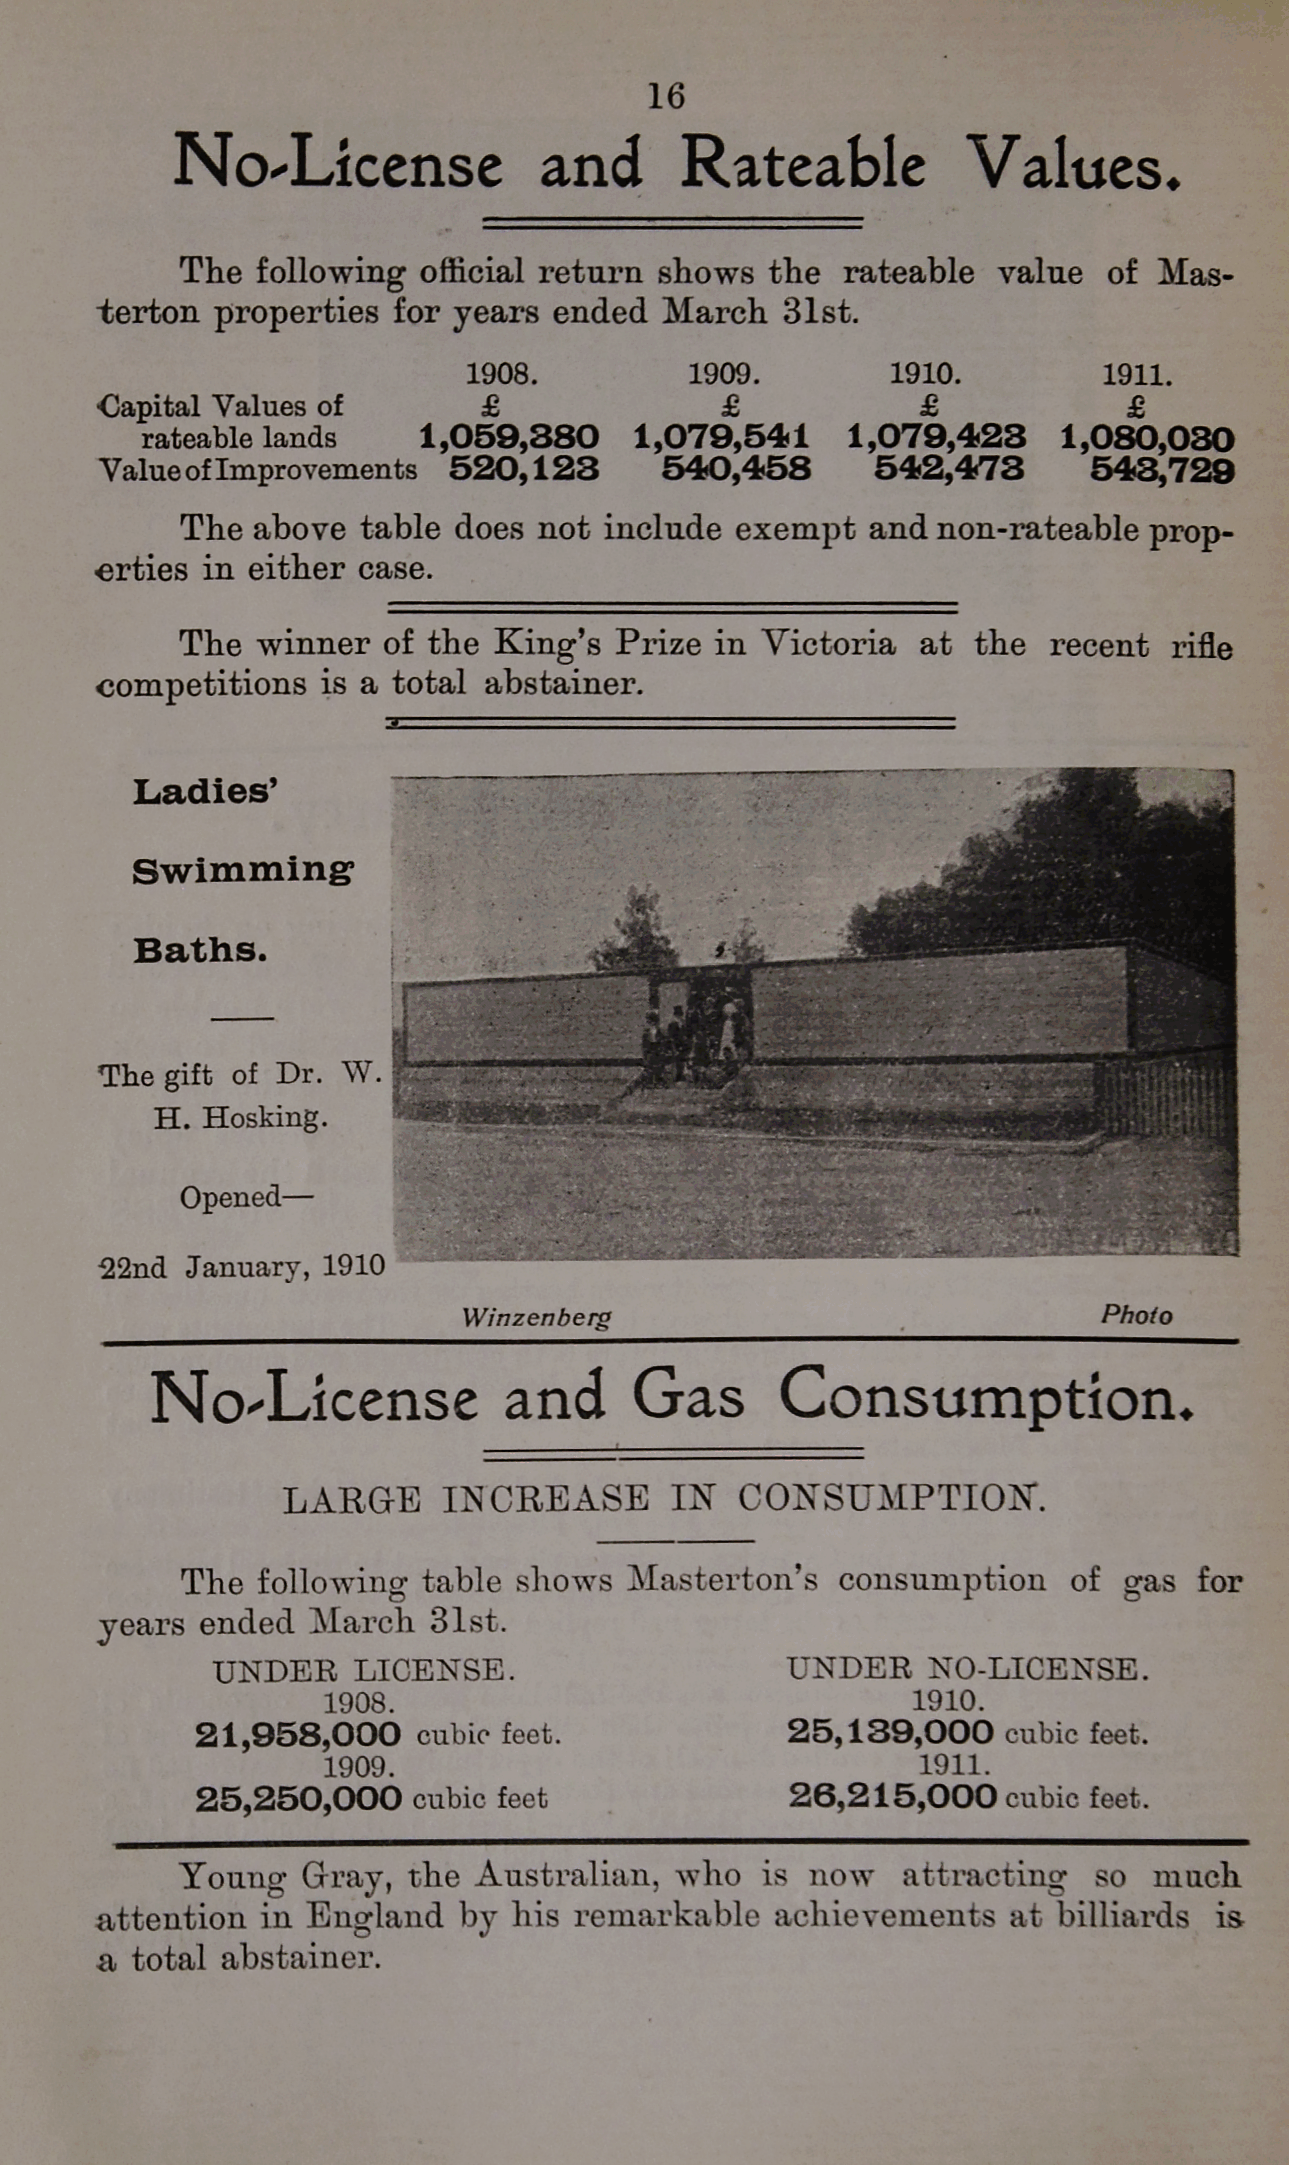 16
No-License and Rateable Values.
The following official return shows the rateable value of Mas-
terton properties for years ended March 31st.
1908. 1909. 1910. 1911.
Capital Values of £ £ £ £
rateable lands 1,059,380 1,079,541 1,079,423 1,080,030
Value of Improvements 520,123 540,458 542,473 543,729
The above table does not include exempt and non-rateable prop-
erties in either case.
The winner of the King's Prize in Victoria at the recent rifle
competitions is a total abstainer.
Ladies'
Swimming
Baths.
The gift of Dr. W.
H. Hosking.
Opened—
22nd January, 1910
Winzenberg Photo
No-License and Gas Consumption.
LARGE INCREASE IN CONSUMPTION.
The following table shows Masterton's consumption of gas for
years ended March 31st.
UNDER LICENSE. UNDER NO-LICENSE.
1908. 1910.
21,958,000 cubic feet. 25,139,000 cubic feet.
1909. 1911.
25,250,000 cubic feet 26,215,000 cubic feet.
Young Gray, the Australian, who is now attracting so much
attention in England by his remarkable achievements at billiards is
a total abstainer.